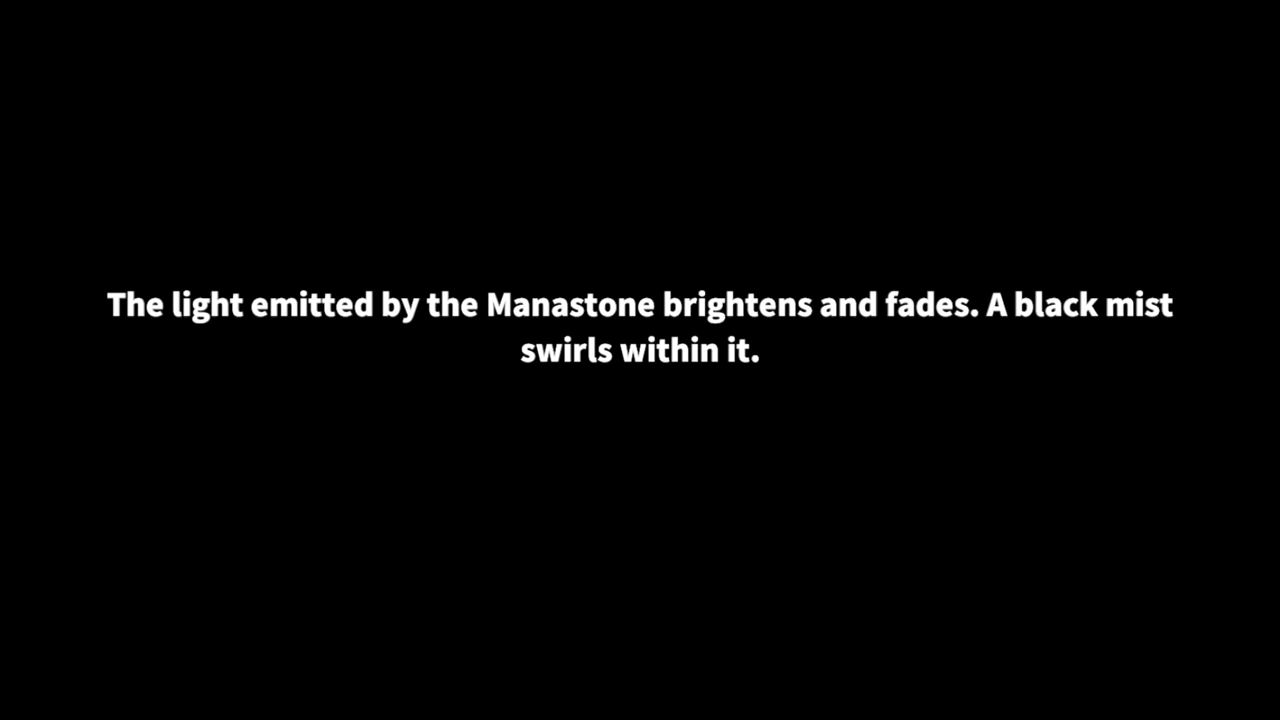 The light emitted by the Manastone brightens and fades. A black mist
swirls within it.